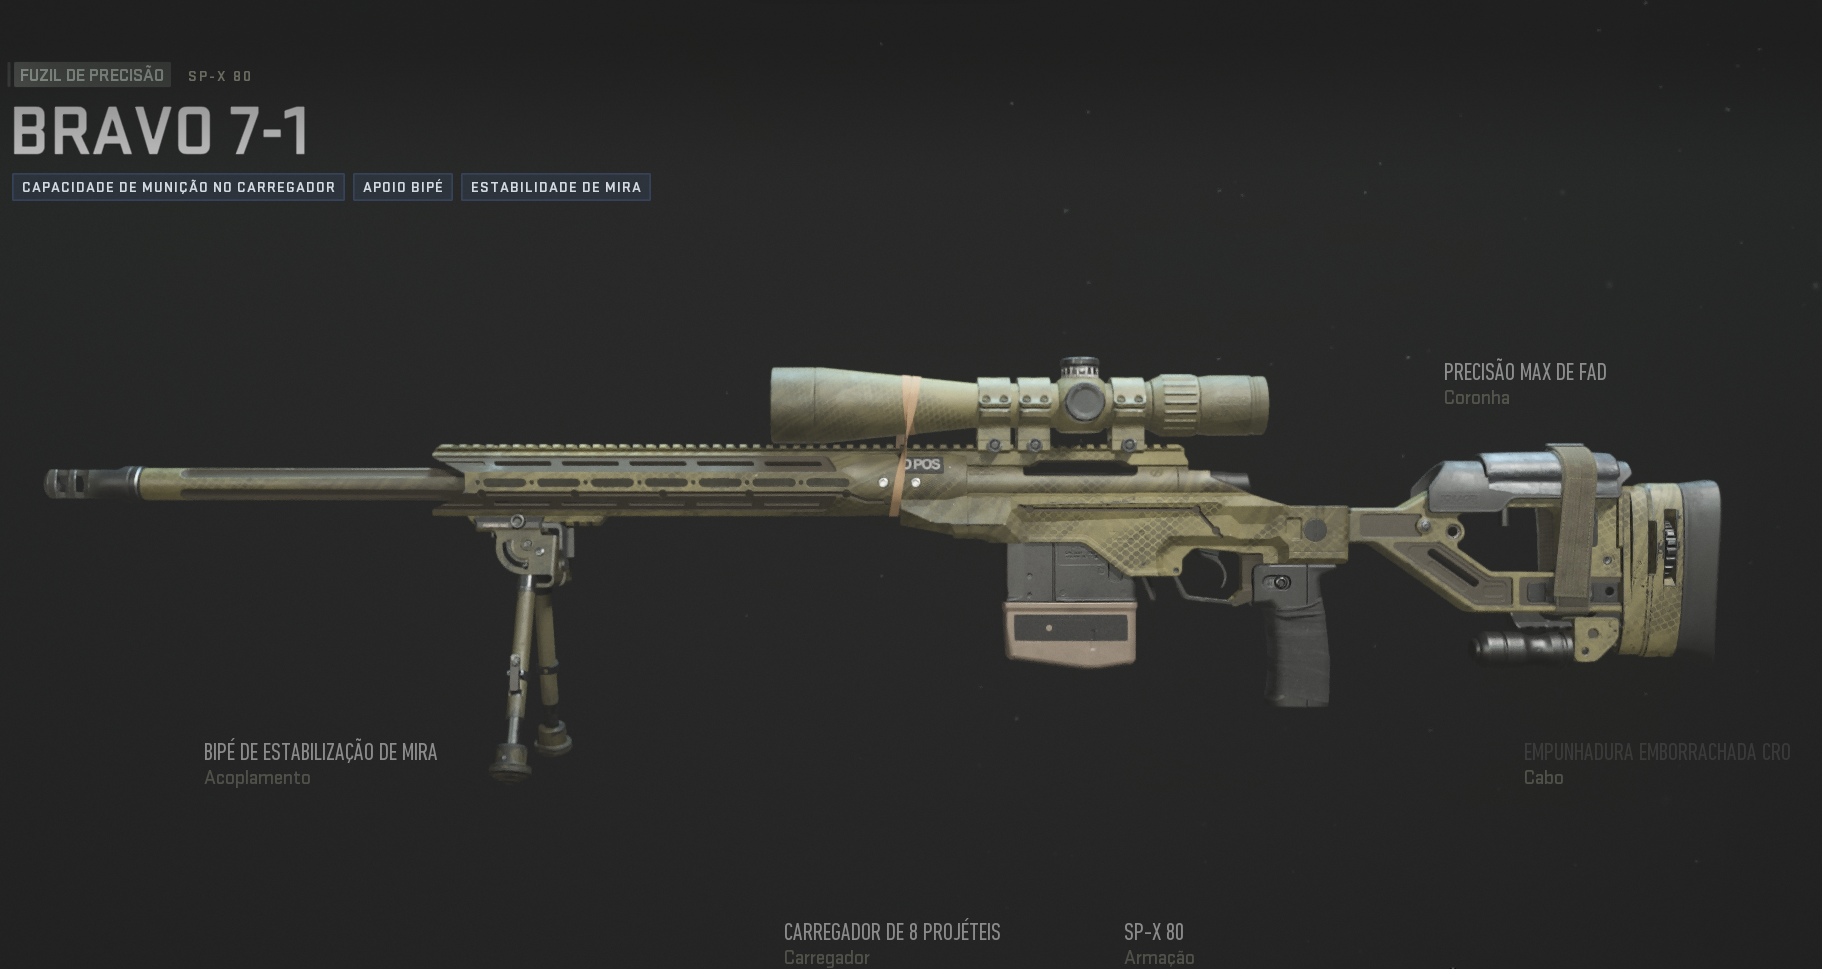 FUZIL DE PRECISÃO SP-X 80
BRAVO 7-1
CAPACIDADE DE MUNIÇÃO NO CARREGADOR APOIO BIPÉ ESTABILIDADE DE MIRA
PRECISÃO MAX DE FAD
Coronha
POS
BIPÉ DE ESTABILIZAÇÃO DE MIRA
Acoplamento
EMPUNHADURA EMBORRACHADA CRO
Cabo
CARREGADOR DE 8 PROJÉTEIS
Carregador
SP-X 80
Armação